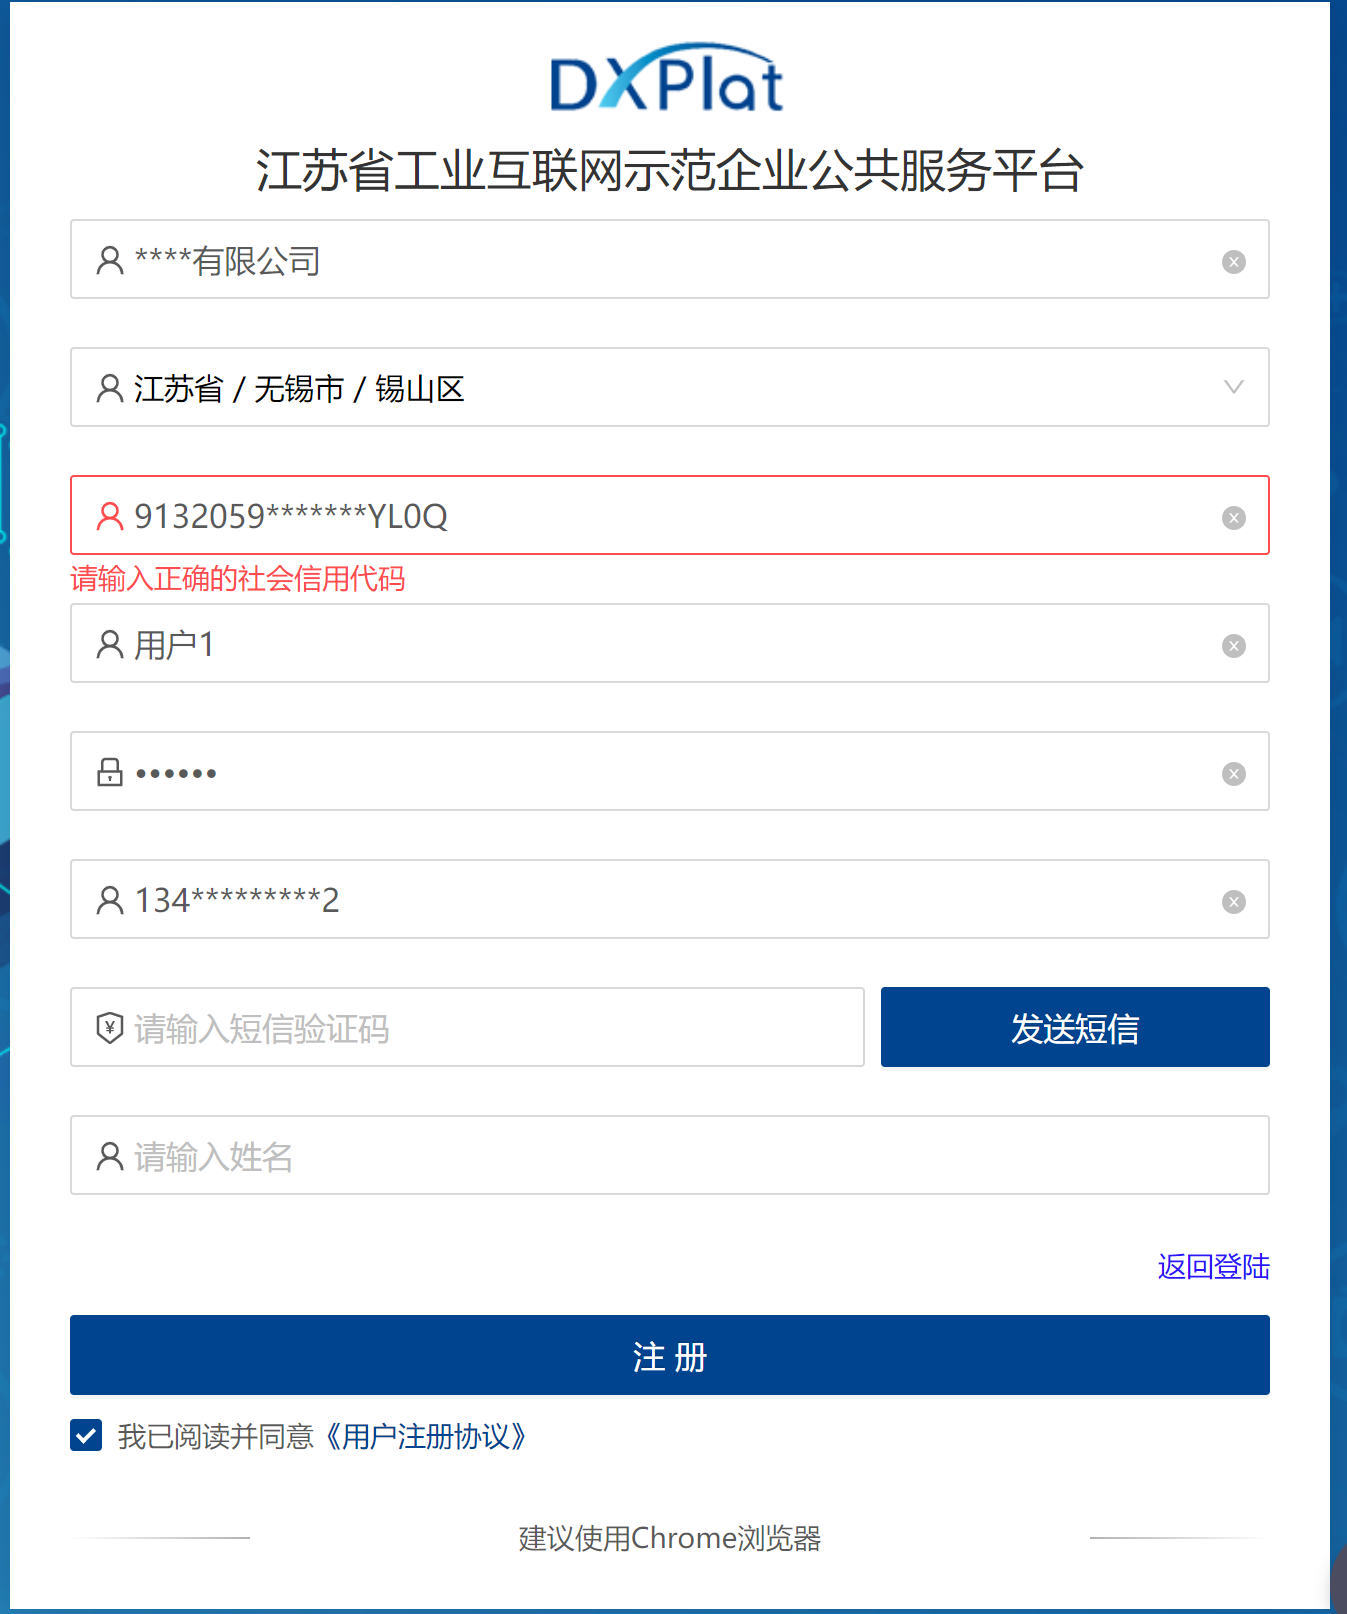 DXPlat
江苏省工业互联网示范企业公共服务平台
****有限公司
江苏省 / 无锡市 / 锡山区
9132059*******YL0Q
请输入正确的社会信用代码
用户1
••••••
134*********2
请输入短信验证码
发送短信
请输入姓名
返回登陆
注 册
我已阅读并同意《用户注册协议》
建议使用Chrome浏览器